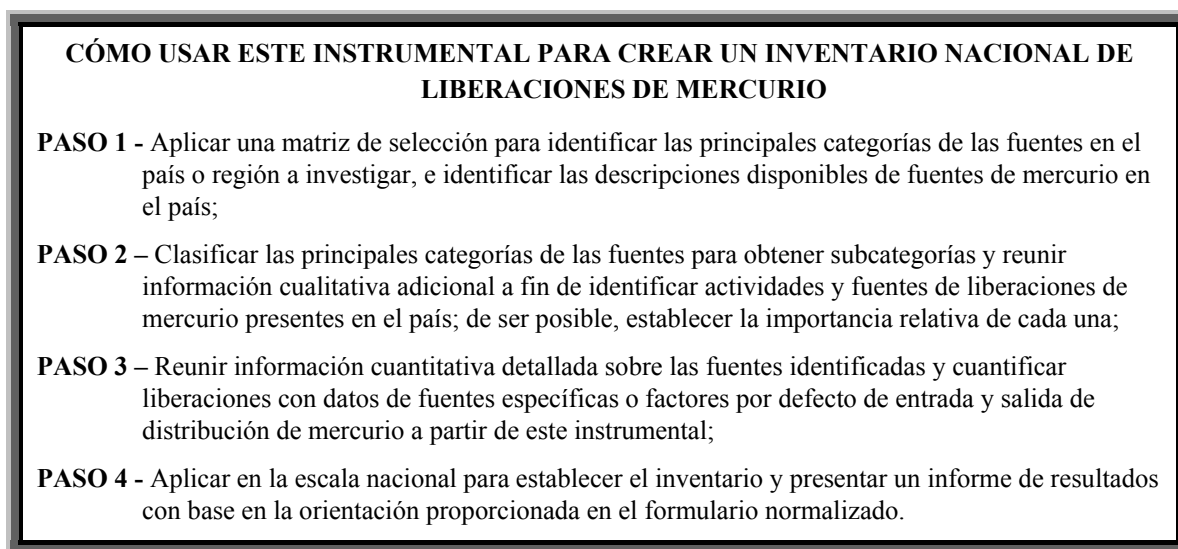 CÓMO USAR ESTE INSTRUMENTAL PARA CREAR UN INVENTARIO NACIONAL DE
LIBERACIONES DE MERCURIO
PASO 1 - Aplicar una matriz de selección para identificar las principales categorías de las fuentes en el
país o región a investigar, e identificar las descripciones disponibles de fuentes de mercurio en
el país;
PASO 2 – Clasificar las principales categorías de las fuentes para obtener subcategorías y reunir
información cualitativa adicional a fin de identificar actividades y fuentes de liberaciones de
mercurio presentes en el país; de ser posible, establecer la importancia relativa de cada una;
PASO 3 – Reunir información cuantitativa detallada sobre las fuentes identificadas y cuantificar
liberaciones con datos de fuentes específicas o factores por defecto de entrada y salida de
distribución de mercurio a partir de este instrumental;
PASO 4 - Aplicar en la escala nacional para establecer el inventario y presentar un informe de resultados
con base en la orientación proporcionada en el formulario normalizado.